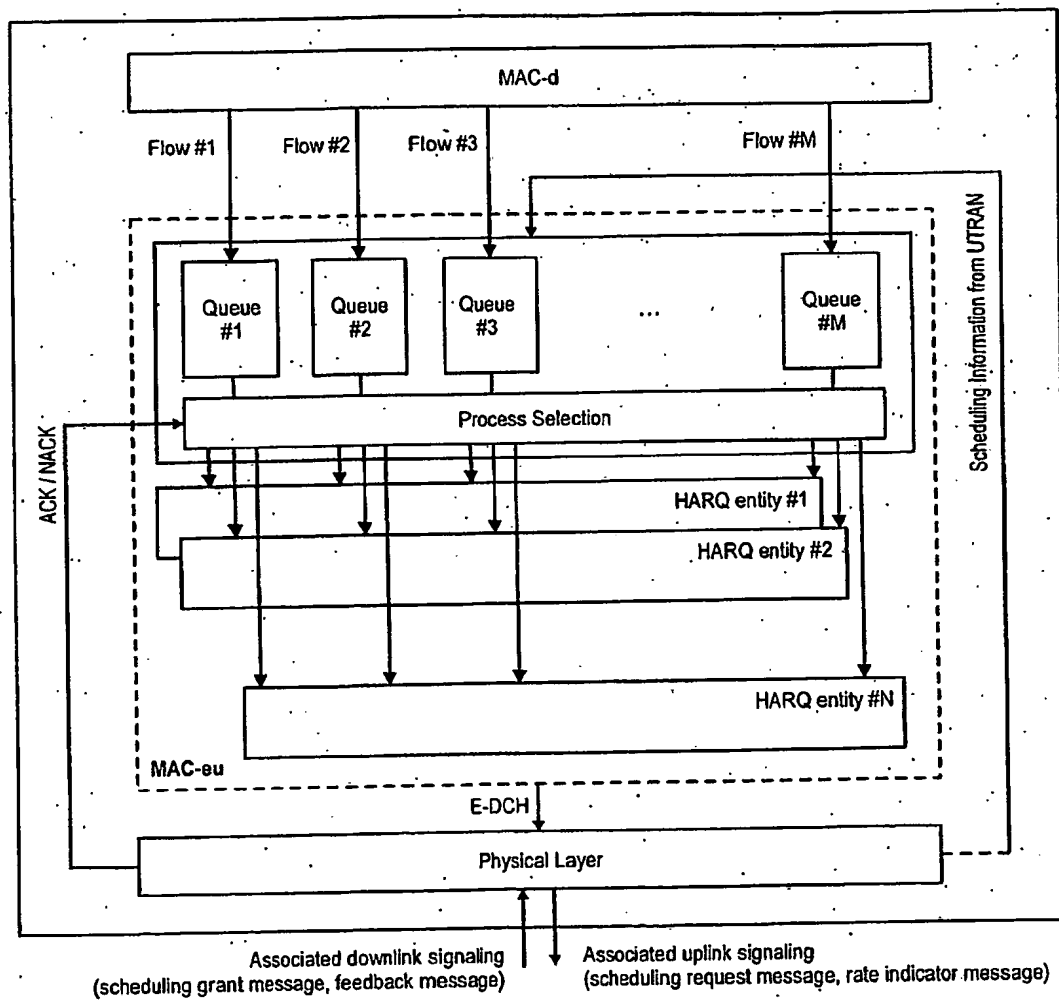 MAC-d
Flow #1
Flow #2
Flow #3
Flow #M
Queue
#1
Queue
#2
Queue
#3
...
Queue
#M
Process Selection
HARQ entity #1
HARQ entity #2
HARQ entity #N
MAC-eu
ACK / NACK
Scheduling Information from UTRAN
E-DCH
Physical Layer
Associated downlink signaling
(scheduling grant message, feedback message)
Associated uplink signaling
(scheduling request message, rate indicator message)